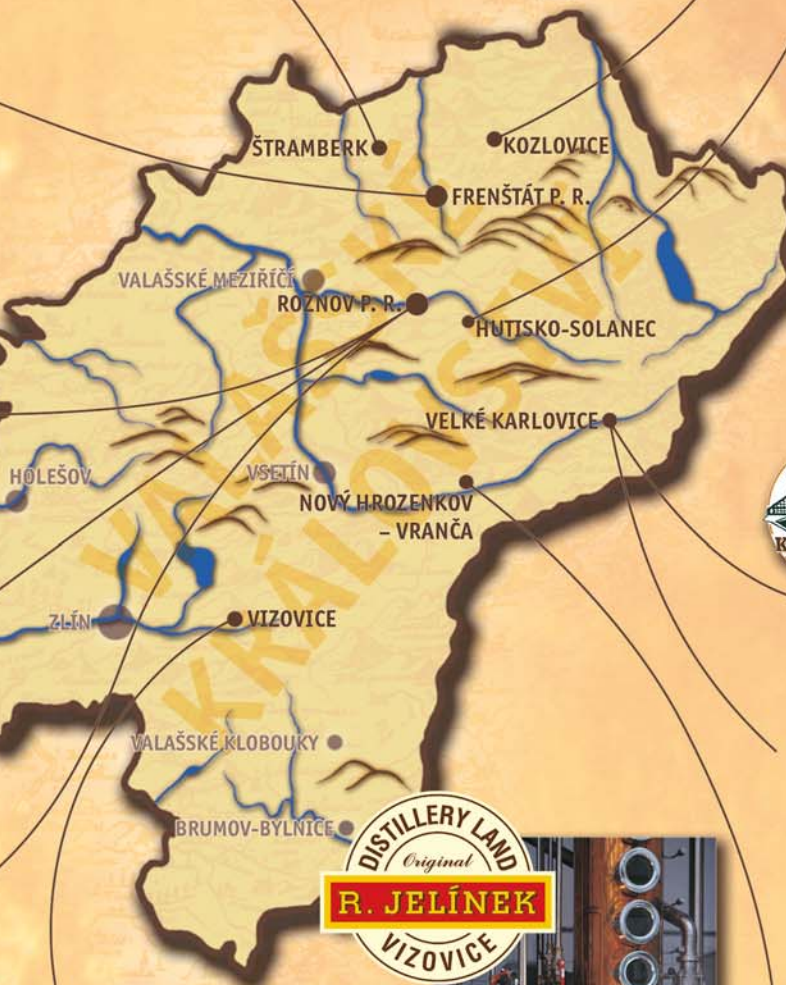 ŠTRAMBERK
KOZLOVICE
FRENŠTÁT P. R.
VALAŠSKÉ MEZIŘÍČÍ
ROŽNOV P. R.
HUTISKO-SOLANEC
VELKÉ KARLOVICE
HOLEŠOV
VSETÍN
NOVÝ HROZENKOV
– VRANČA
VALAŠSKÉ
KRÁLOVSTVÍ
ZLÍN
VIZOVICE
VALAŠSKÉ KLOBOUKY
BRUMOV-BYLNICE
DISTILLERY LAND
Original
R. JELÍNEK
VIZOVICE